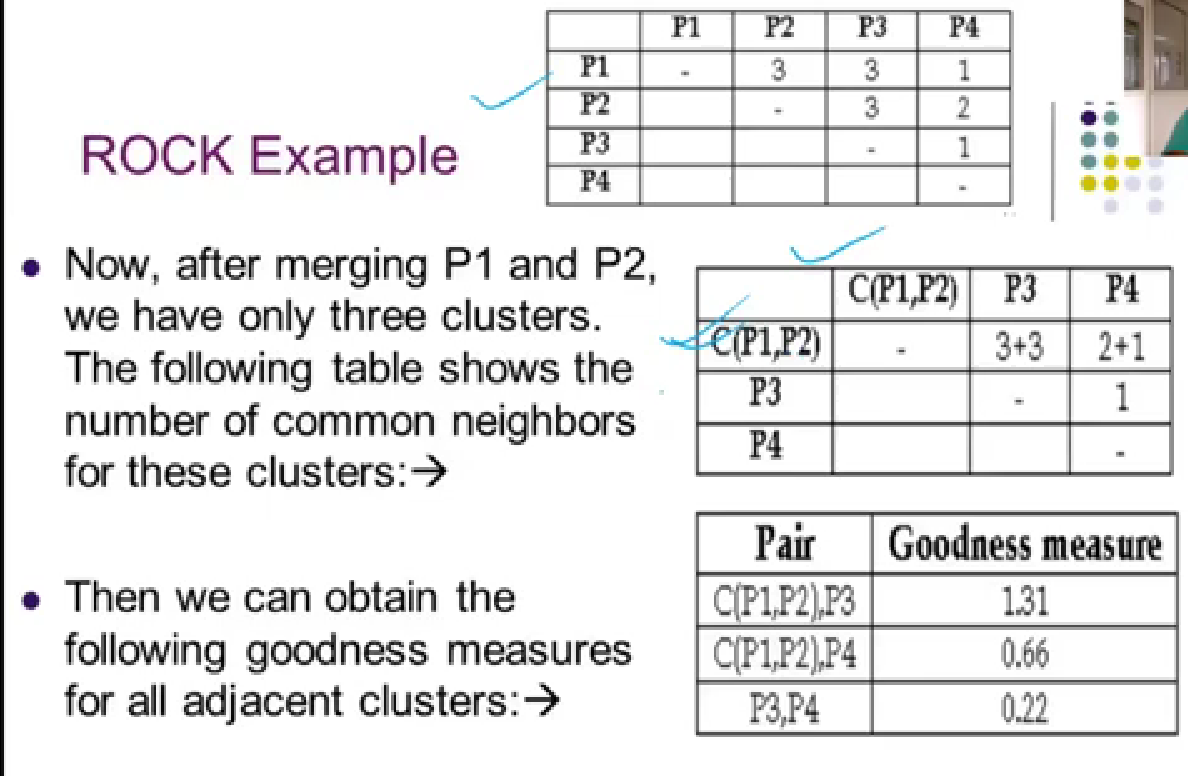 P1 P2 P3 P4
P1 - 3 3 1
P2 - 3 2
P3 - 1
P4 -
ROCK Example
• Now, after merging P1 and P2,
we have only three clusters.
The following table shows the
number of common neighbors
for these clusters:→
C(P1,P2) P3 P4
C(P1,P2) - 3+3 2+1
P3 - 1
P4 -
• Then we can obtain the
following goodness measures
for all adjacent clusters:→
Pair Goodness measure
C(P1,P2),P3 1.31
C(P1,P2),P4 0.66
P3,P4 0.22